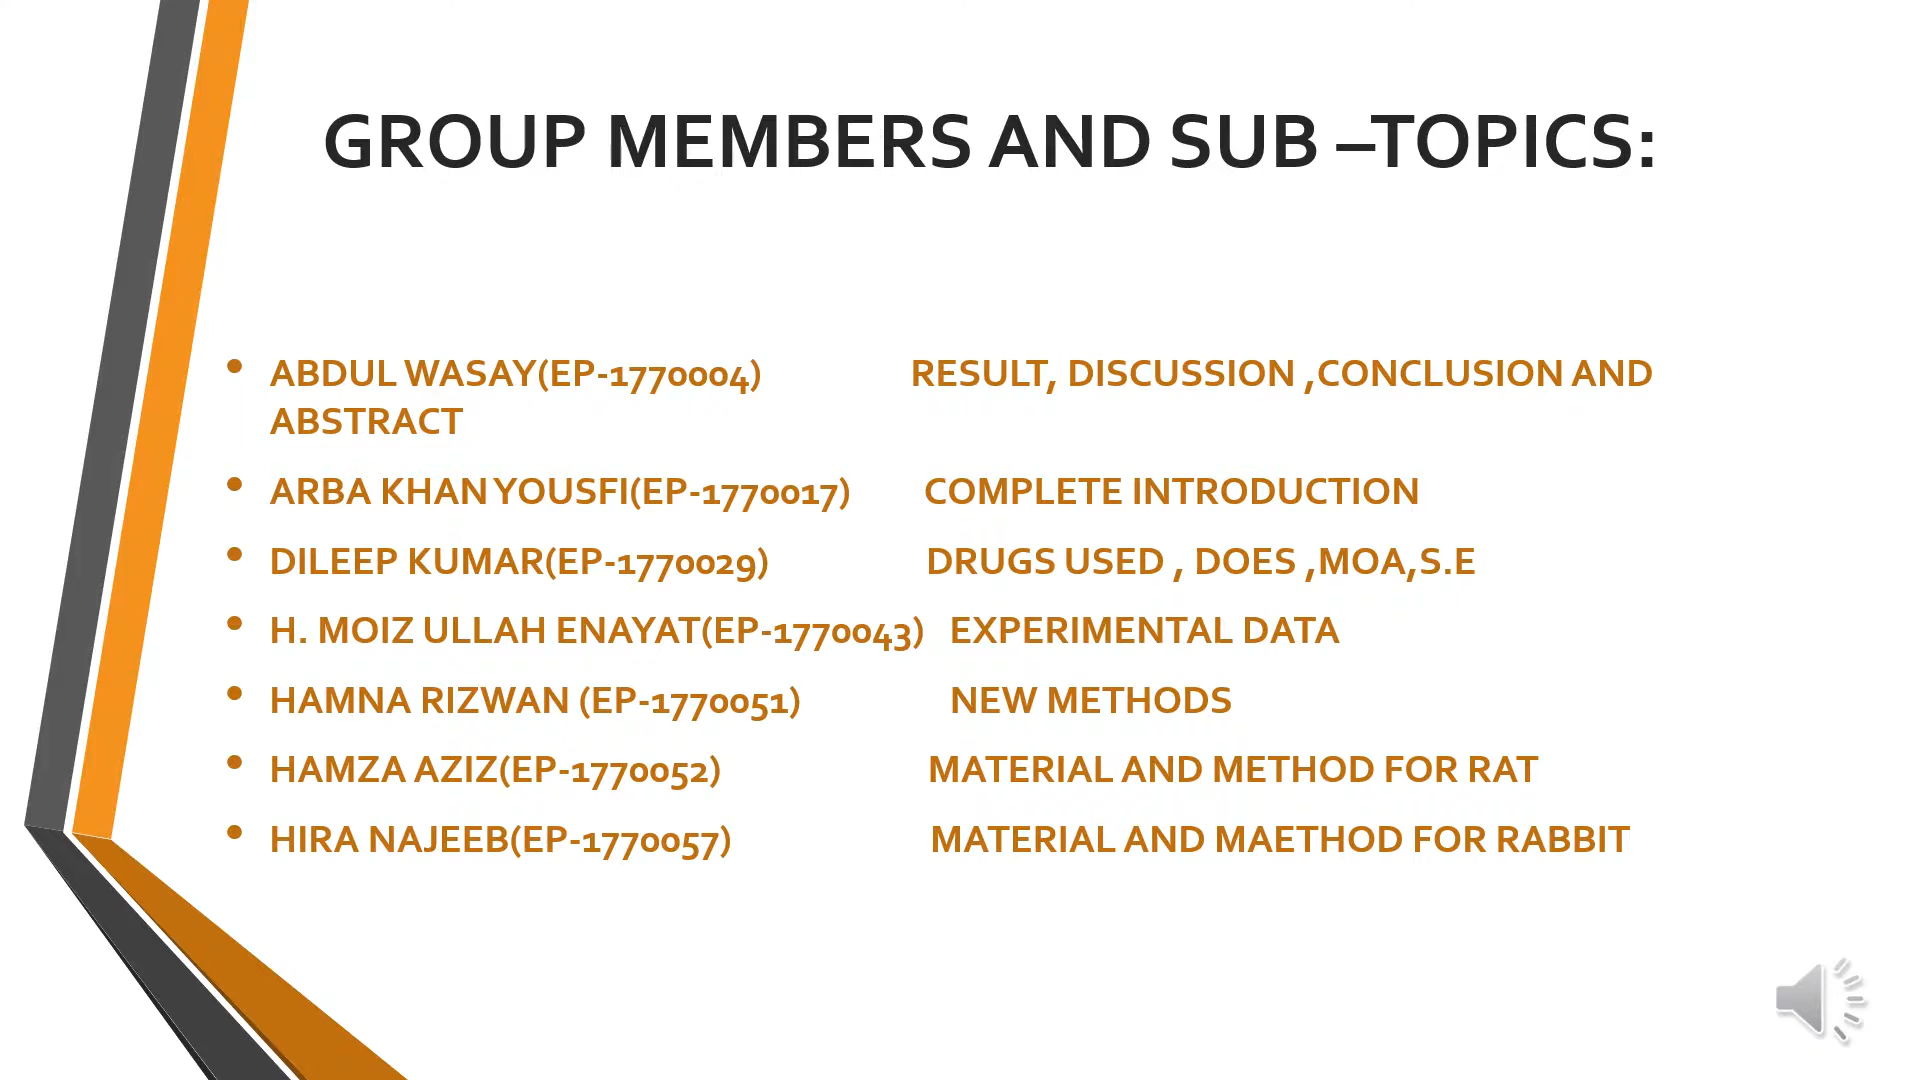 GROUP MEMBERS AND SUB –TOPICS:
• ABDUL WASAY(EP-1770004) RESULT, DISCUSSION ,CONCLUSION AND
ABSTRACT
• ARBA KHAN YOUSFI(EP-1770017) COMPLETE INTRODUCTION
• DILEEP KUMAR(EP-1770029) DRUGS USED , DOES ,MOA,S.E
• H. MOIZ ULLAH ENAYAT(EP-1770043) EXPERIMENTAL DATA
• HAMNA RIZWAN (EP-1770051) NEW METHODS
• HAMZA AZIZ(EP-1770052) MATERIAL AND METHOD FOR RAT
• HIRA NAJEEB(EP-1770057) MATERIAL AND MAETHOD FOR RABBIT